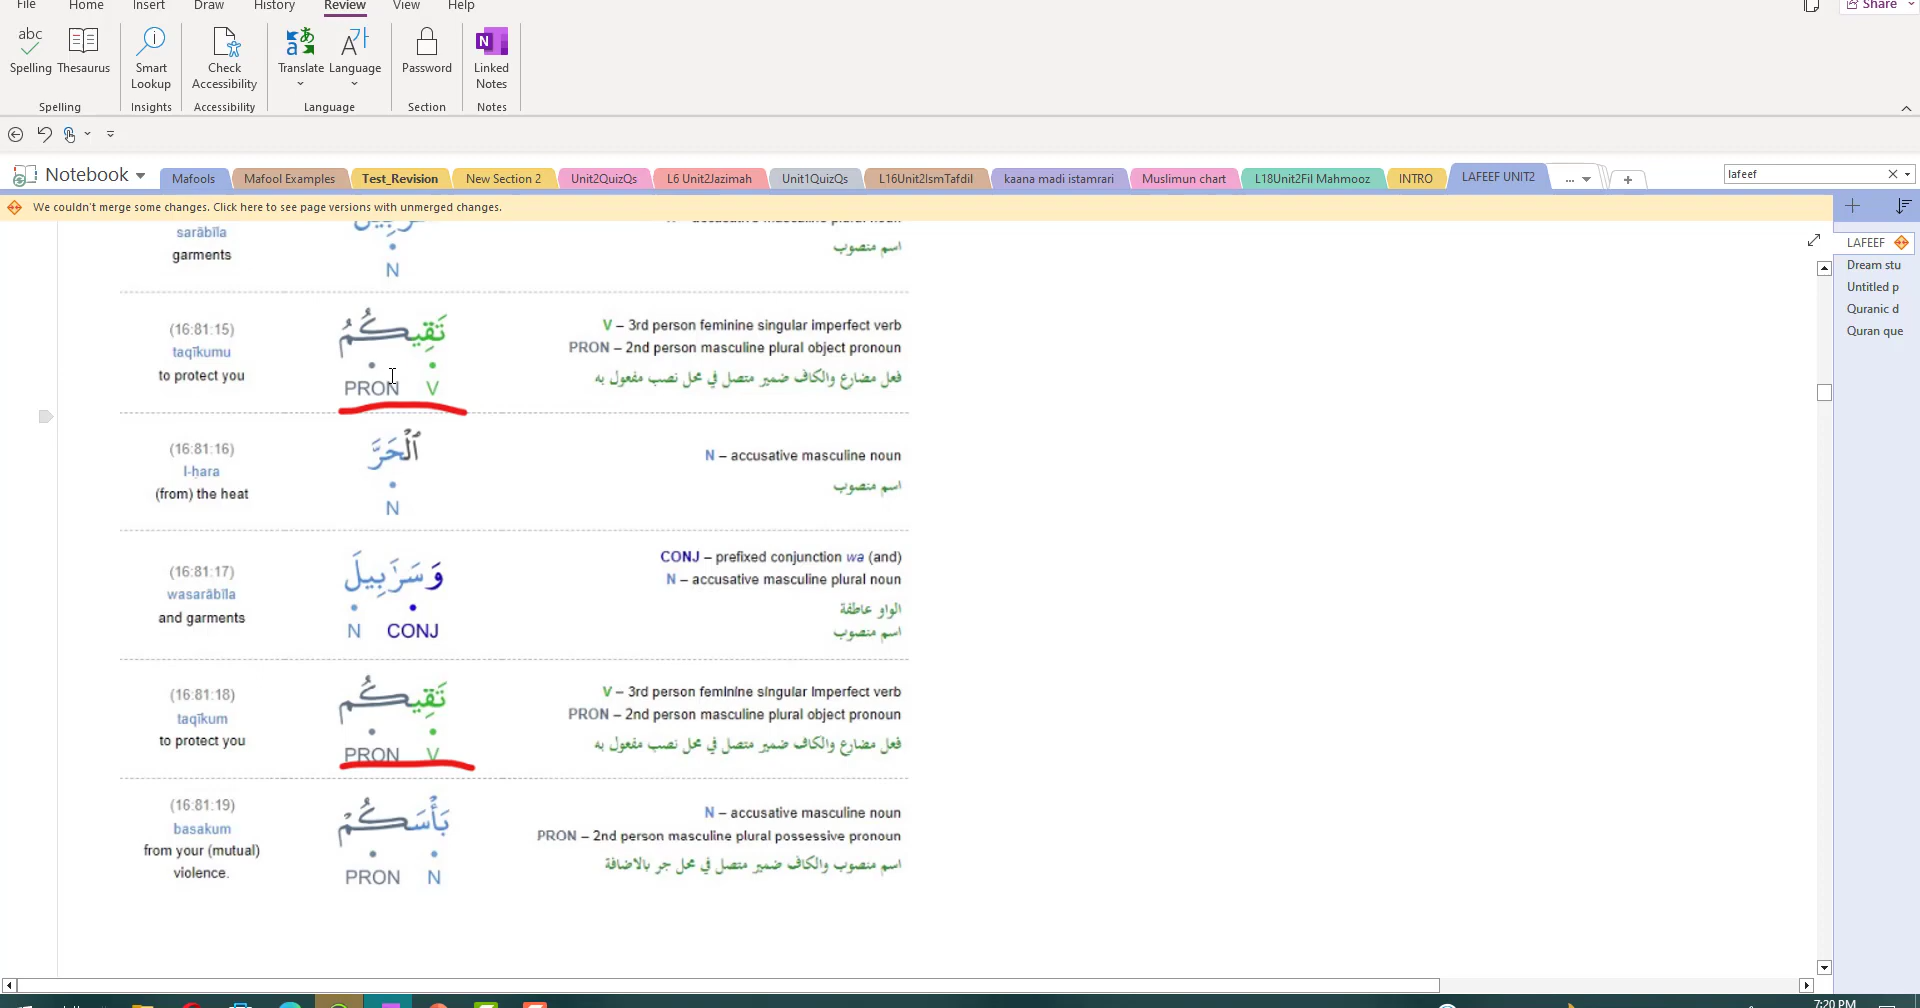 File Home Insert Draw History Review View Help
Share
abc
Spelling Thesaurus Smart Lookup Check Accessibility Translate Language Password Linked Notes
Spelling Insights Accessibility Language Section Notes
Notebook Mafools Mafool Examples Test_Revision New Section 2 Unit2QuizQs L6 Unit2Jazimah Unit1QuizQs L16Unit2IsmTafdil kaana madi istamrari Muslimun chart L18Unit2Fil Mahmooz INTRO LAFEEF UNIT2 ...
lafeef
We couldn't merge some changes. Click here to see page versions with unmerged changes.
LAFEEF
Dream stu
Untitled p
Quranic d
Quran que
sarābīla
garments
N
اسم منصوب
(16:81:15)
taqīkumu
to protect you
تَقِيكُمُ
PRON V
V – 3rd person feminine singular imperfect verb
PRON – 2nd person masculine plural object pronoun
فعل مضارع والكاف ضمير متصل في محل نصب مفعول به
(16:81:16)
l-ḥara
(from) the heat
ٱلْحَرَّ
N
N – accusative masculine noun
اسم منصوب
(16:81:17)
wasarābīla
and garments
وَسَرَٰبِيلَ
N CONJ
CONJ – prefixed conjunction wa (and)
N – accusative masculine plural noun
الواو عاطفة
اسم منصوب
(16:81:18)
taqīkum
to protect you
تَقِيكُم
PRON V
V – 3rd person feminine singular imperfect verb
PRON – 2nd person masculine plural object pronoun
فعل مضارع والكاف ضمير متصل في محل نصب مفعول به
(16:81:19)
basakum
from your (mutual)
violence.
بَأْسَكُمْ
PRON N
N – accusative masculine noun
PRON – 2nd person masculine plural possessive pronoun
اسم منصوب والكاف ضمير متصل في محل جر بالاضافة
7:20 PM